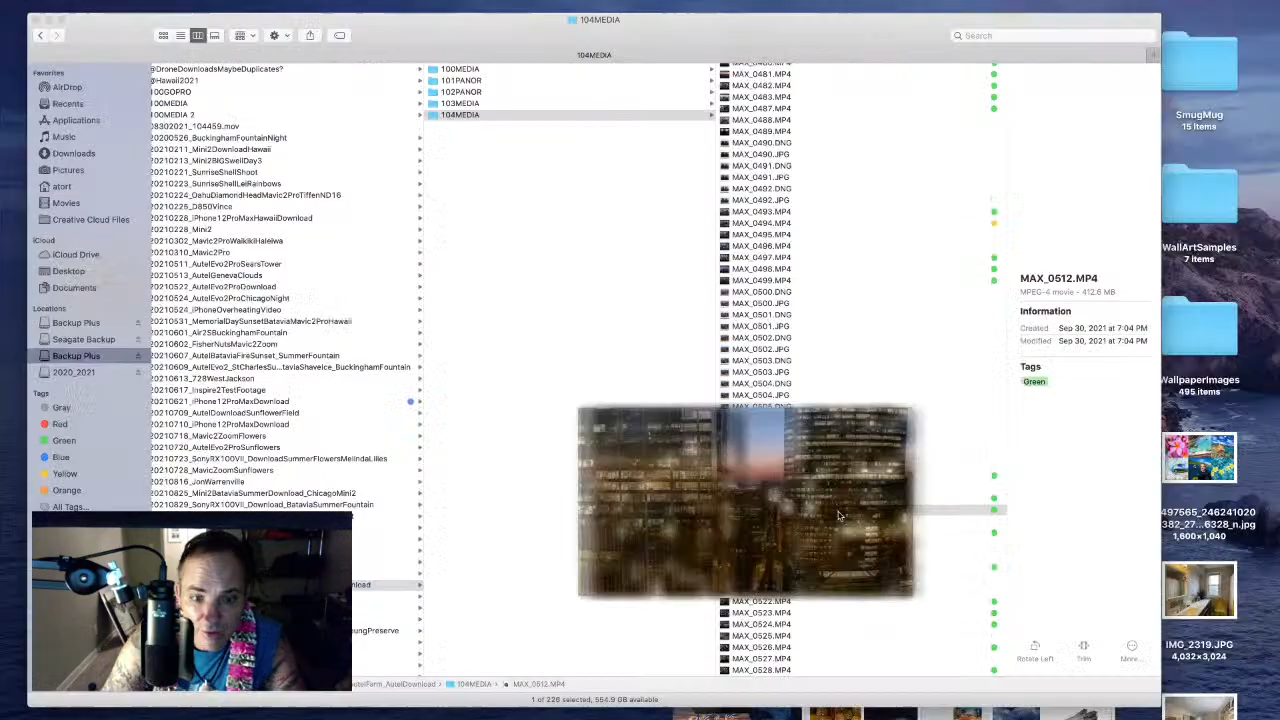 104MEDIA
Search
104MEDIA
Favorites
AirDrop
Recents
Applications
Music
Downloads
Pictures
atort
Movies
Creative Cloud Files
iCloud
iCloud Drive
Desktop
Documents
Locations
Backup Plus
Seagate Backup
Backup Plus
2020_2021
Tags
Gray
Red
Green
Blue
Yellow
Orange
All Tags...
@DroneDownloadsMaybeDuplicates?
@Hawaii2021
100GOPRO
100MEDIA
100MEDIA 2
08302021_104459.mov
20200526_BuckinghamFountainNight
20210211_Mini2DownloadHawaii
20210213_Mini2BIGSwellDay3
20210221_SunriseShellShoot
20210223_SunriseShellLeiRainbows
20210224_OahuDiamondHeadMavic2ProTiffenND16
20210225_D850Vince
20210228_iPhone12ProMaxHawaiiDownload
20210228_Mini2
20210302_Mavic2ProWaikikiHaleiwa
20210310_Mavic2Pro
20210511_AutelEvo2ProSearsTower
20210513_AutelGenevaClouds
20210522_AutelEvo2ProDownload
20210524_AutelEvo2ProChicagoNight
20210524_iPhoneOverheatingVideo
20210531_MemorialDaySunsetBataviaMavic2ProHawaii
20210601_Air2SBuckinghamFountain
20210602_FisherNutsMavic2Zoom
20210607_AutelBataviaFireSunset_SummerFountain
20210609_AutelEvo2_StCharlesSu...taviaShaveIce_BuckinghamFountain
20210613_728WestJackson
20210617_Inspire2TestFootage
20210621_iPhone12ProMaxDownload
20210709_AutelDownloadSunflowerField
20210710_iPhone12ProMaxDownload
20210718_Mavic2ZoomFlowers
20210720_AutelEvo2Pro
20210723_SonyRX100VII_DownloadSummerFlowersMelindaLilles
20210728_MavicZoomSunflowers
20210816_JonWarrenville
20210825_Mini2BataviaSummerDownload_ChicagoMini2
20210829_SonyRX100VII_Download_BataviaSummerFountain
nload
eungPreserve
100MEDIA
101PANOR
102PANOR
103MEDIA
104MEDIA
MAX_0481.MP4
MAX_0482.MP4
MAX_0483.MP4
MAX_0487.MP4
MAX_0488.MP4
MAX_0489.MP4
MAX_0490.DNG
MAX_0490.JPG
MAX_0491.DNG
MAX_0491.JPG
MAX_0492.DNG
MAX_0492.JPG
MAX_0493.MP4
MAX_0494.MP4
MAX_0495.MP4
MAX_0496.MP4
MAX_0497.MP4
MAX_0498.MP4
MAX_0499.MP4
MAX_0500.DNG
MAX_0500.JPG
MAX_0501.DNG
MAX_0501.JPG
MAX_0502.DNG
MAX_0502.JPG
MAX_0503.DNG
MAX_0503.JPG
MAX_0504.DNG
MAX_0504.JPG
MAX_0522.MP4
MAX_0523.MP4
MAX_0524.MP4
MAX_0525.MP4
MAX_0526.MP4
MAX_0527.MP4
MAX_0528.MP4
MAX_0512.MP4
MPEG-4 movie - 412.6 MB
Information
Created Sep 30, 2021 at 7:04 PM
Modified Sep 30, 2021 at 7:04 PM
Tags
Green
Rotate Left
Trim
More...
autelFarm_AutelDownload › 104MEDIA › MAX_0512.MP4
1 of 226 selected, 554.9 GB available
SmugMug
15 items
WallArtSamples
7 items
WallpaperImages
495 items
497565_246241020
382_27...6328_n.jpg
1,600×1,040
IMG_2319.JPG
4,032×3,024